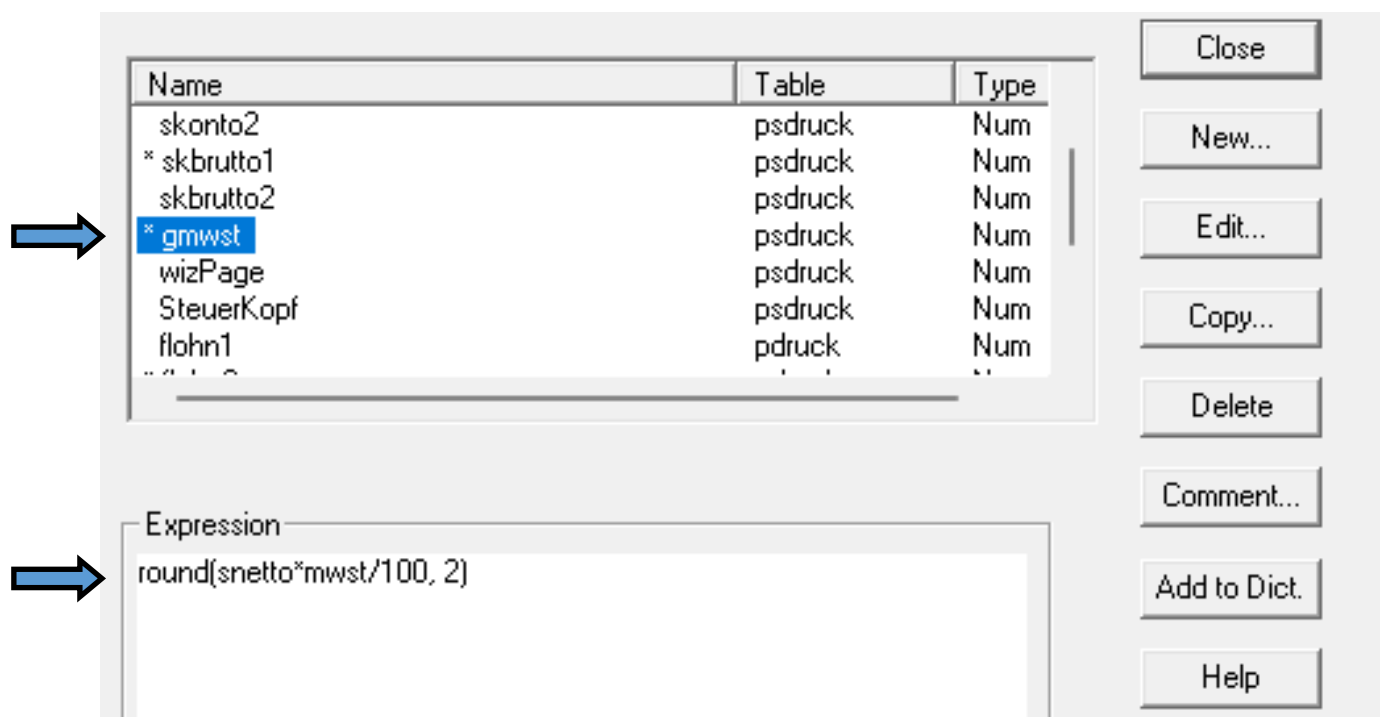 Close
Name Table Type
skonto2 psdruck Num
* skbrutto1 psdruck Num
New...
skbrutto2 psdruck Num
* gmwst psdruck Num
Edit...
wizPage psdruck Num
SteuerKopf psdruck Num
Copy...
flohn1 pdruck Num
Delete
Comment...
Expression
round(snetto*mwst/100, 2)
Add to Dict.
Help